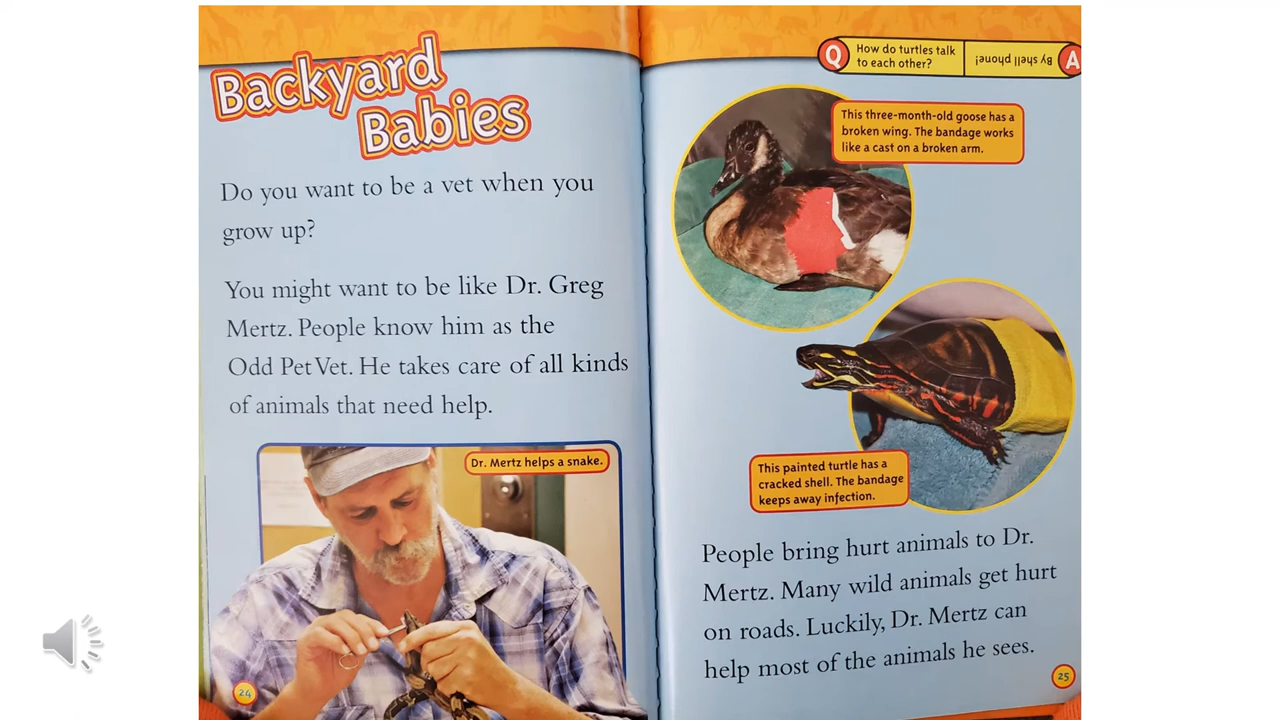 Backyard
Babies
Do you want to be a vet when you
grow up?
You might want to be like Dr. Greg
Mertz. People know him as the
Odd Pet Vet. He takes care of all kinds
of animals that need help.
Dr. Mertz helps a snake.
24
Q
How do turtles talk
to each other?
By shell phone!
A
This three-month-old goose has a
broken wing. The bandage works
like a cast on a broken arm.
This painted turtle has a
cracked shell. The bandage
keeps away infection.
People bring hurt animals to Dr.
Mertz. Many wild animals get hurt
on roads. Luckily, Dr. Mertz can
help most of the animals he sees.
25